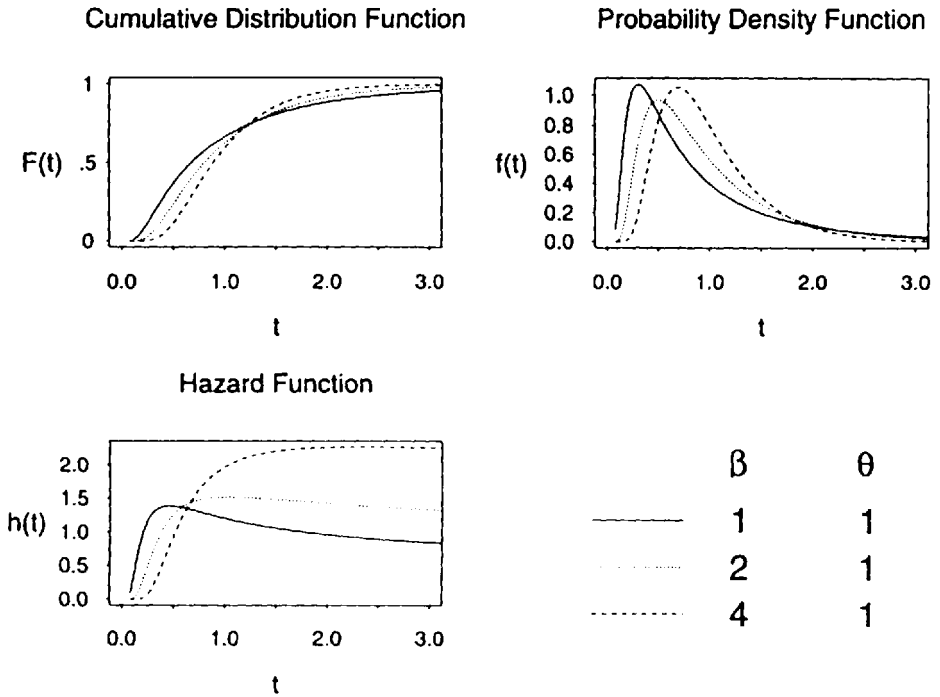 Cumulative Distribution Function
1
F(t) .5
0
0.0 1.0 2.0 3.0
t
Probability Density Function
1.0
0.8
f(t) 0.6
0.4
0.2
0.0
0.0 1.0 2.0 3.0
t
Hazard Function
2.0
1.5
h(t) 1.0
0.5
0.0
0.0 1.0 2.0 3.0
t
β θ
1 1
2 1
4 1